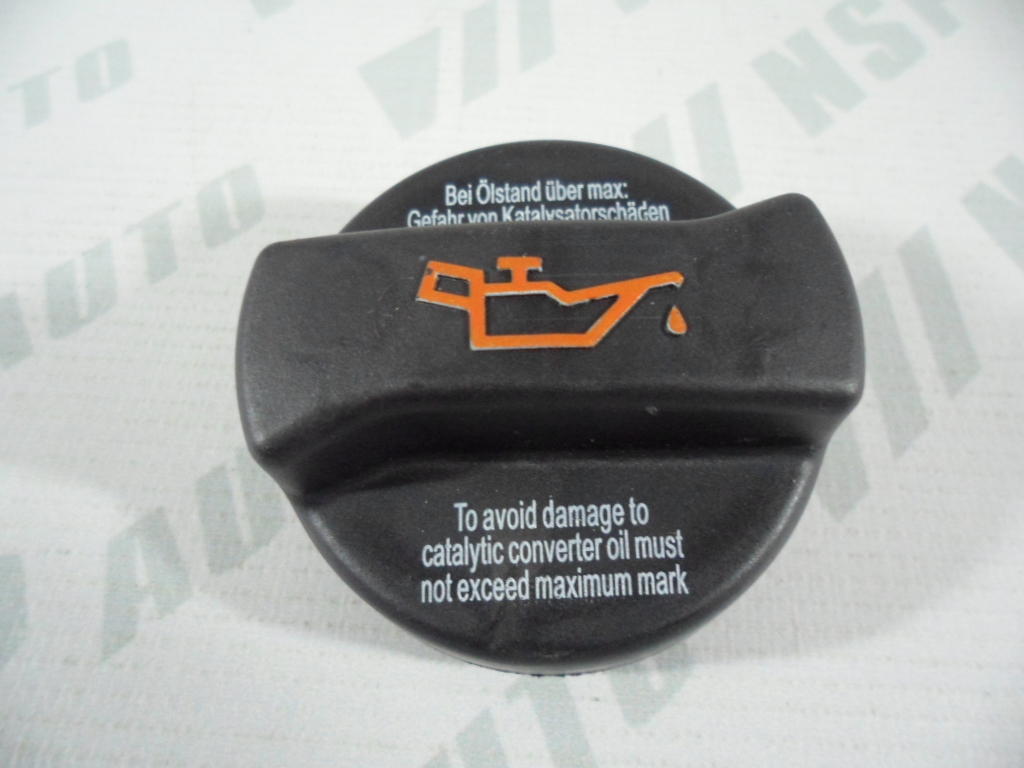 Bei Ölstand über max:
Gefahr von Katalysatorschäden
To avoid damage to
catalytic converter oil must
not exceed maximum mark